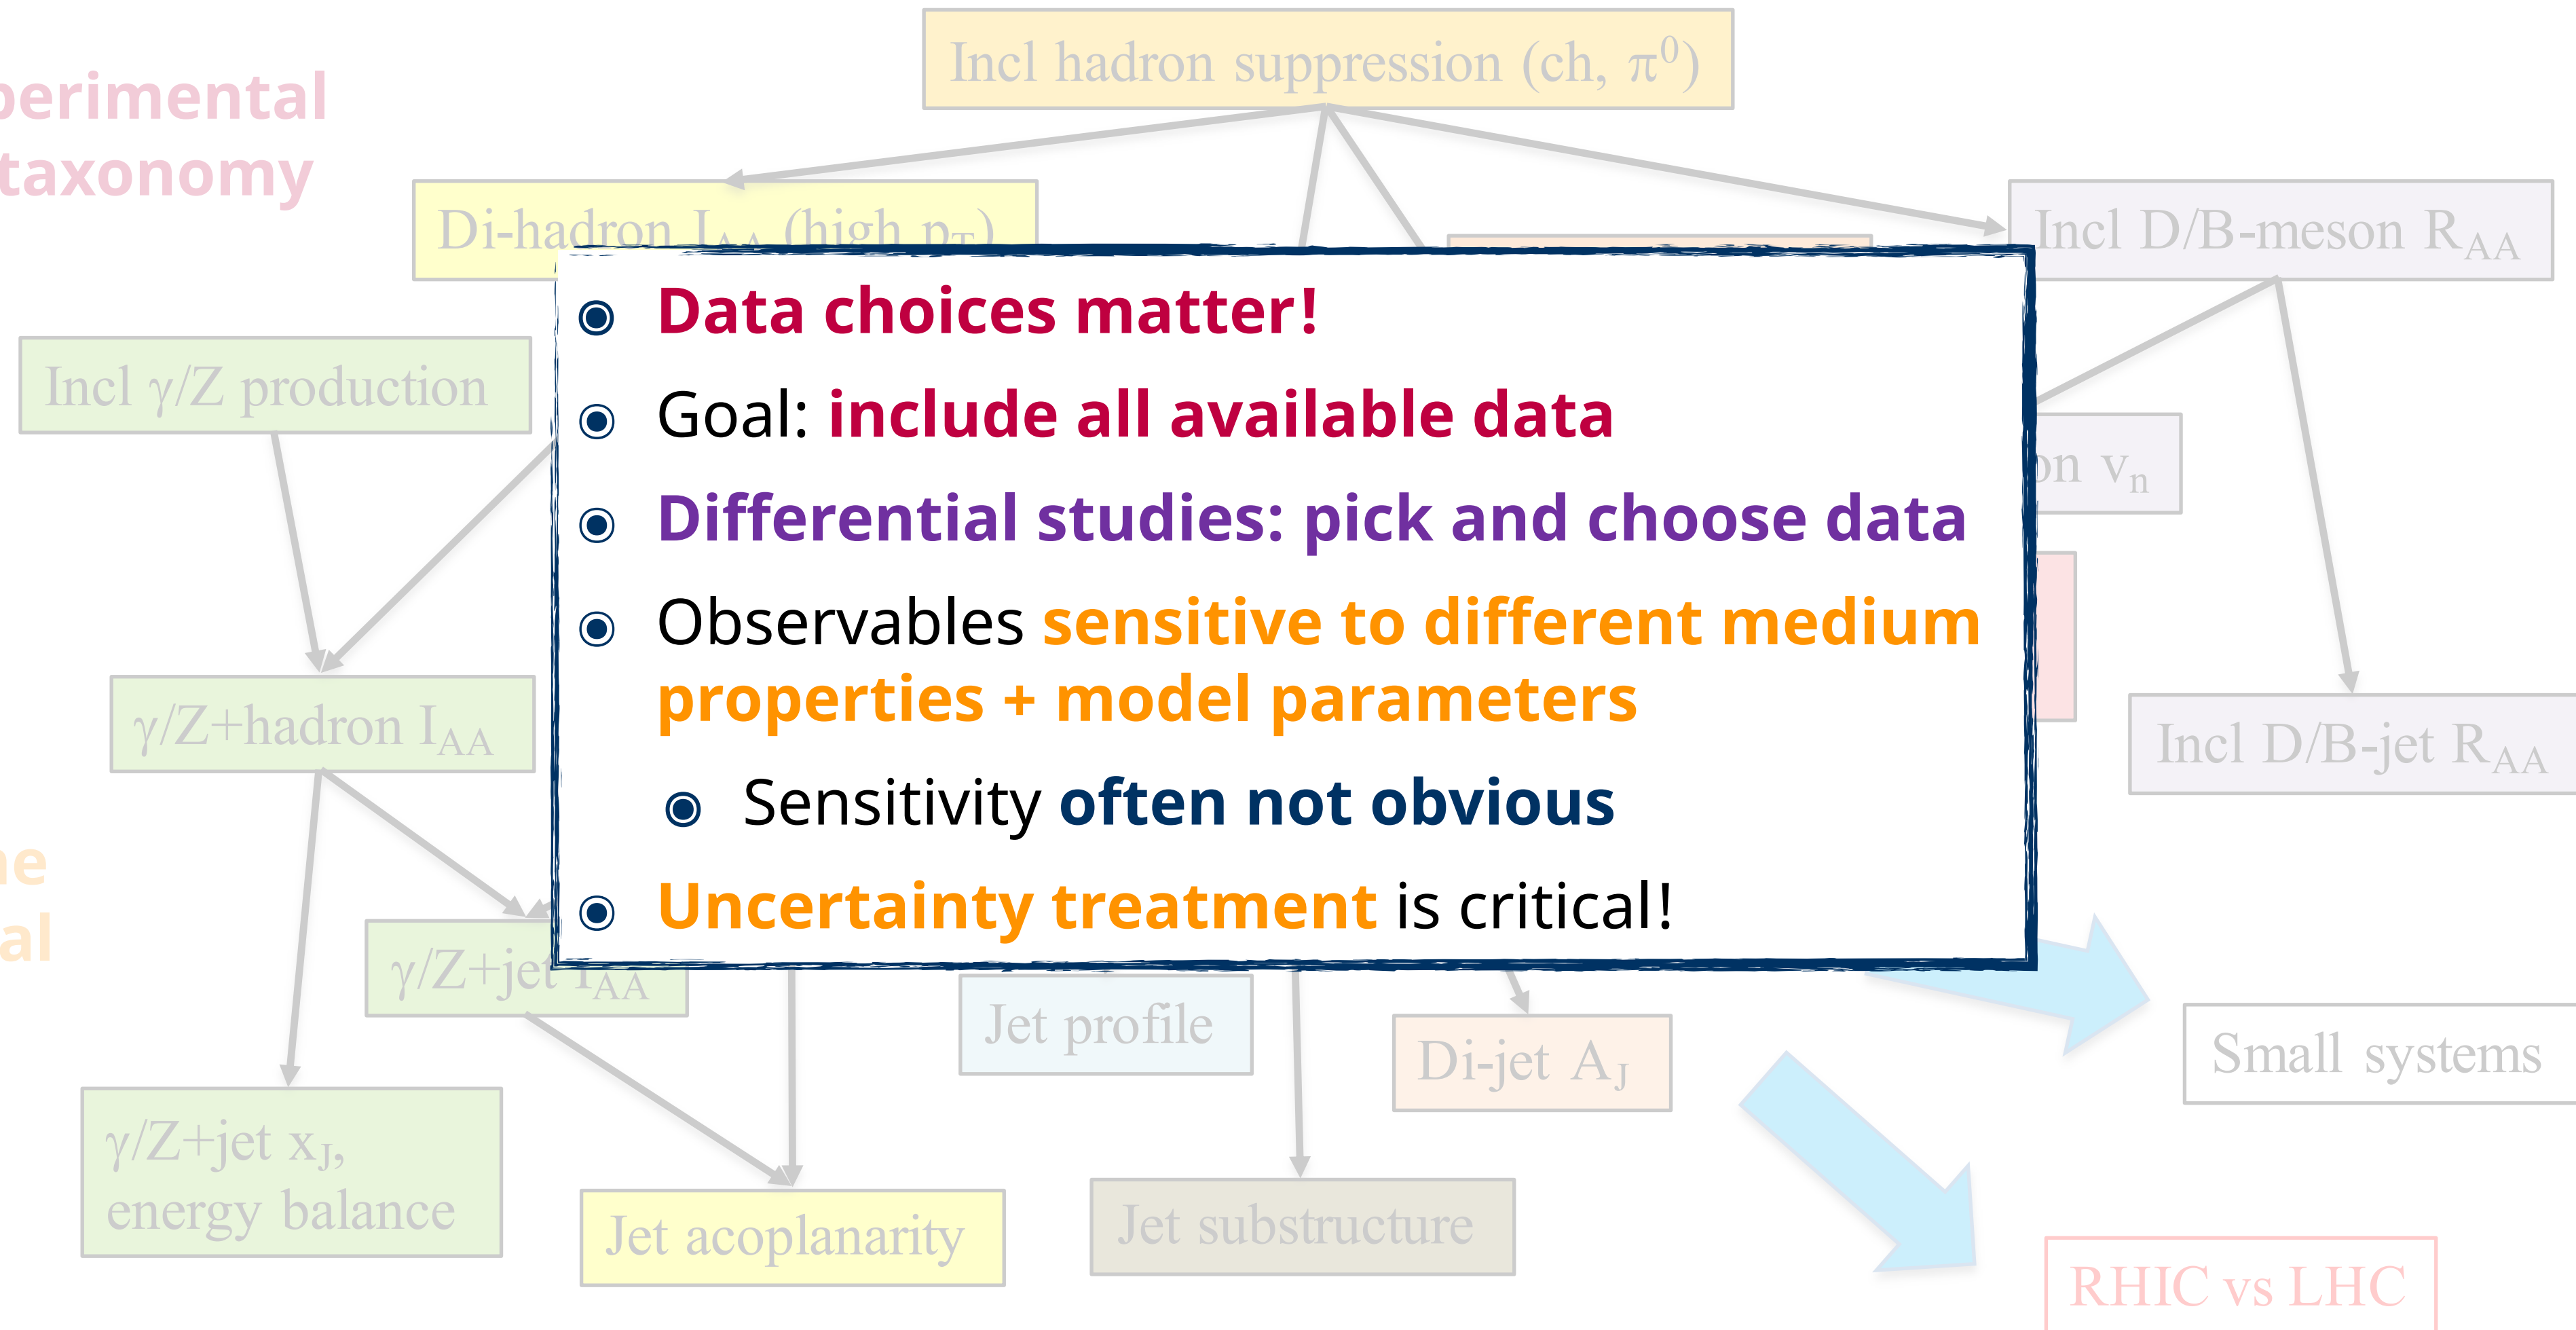 Incl hadron suppression (ch, π⁰)
taxonomy
Di-hadron I_AA (high p_T)
Incl D/B-meson R_AA
Incl γ/Z production
◉ Data choices matter!
◉ Goal: include all available data
◉ Differential studies: pick and choose data
◉ Observables sensitive to different medium
properties + model parameters
◉ Sensitivity often not obvious
◉ Uncertainty treatment is critical!
v_n
γ/Z+hadron I_AA
Incl D/B-jet R_AA
γ/Z+jet I_AA
Jet profile
Di-jet A_J
Small systems
γ/Z+jet x_J,
energy balance
Jet acoplanarity
Jet substructure
RHIC vs LHC